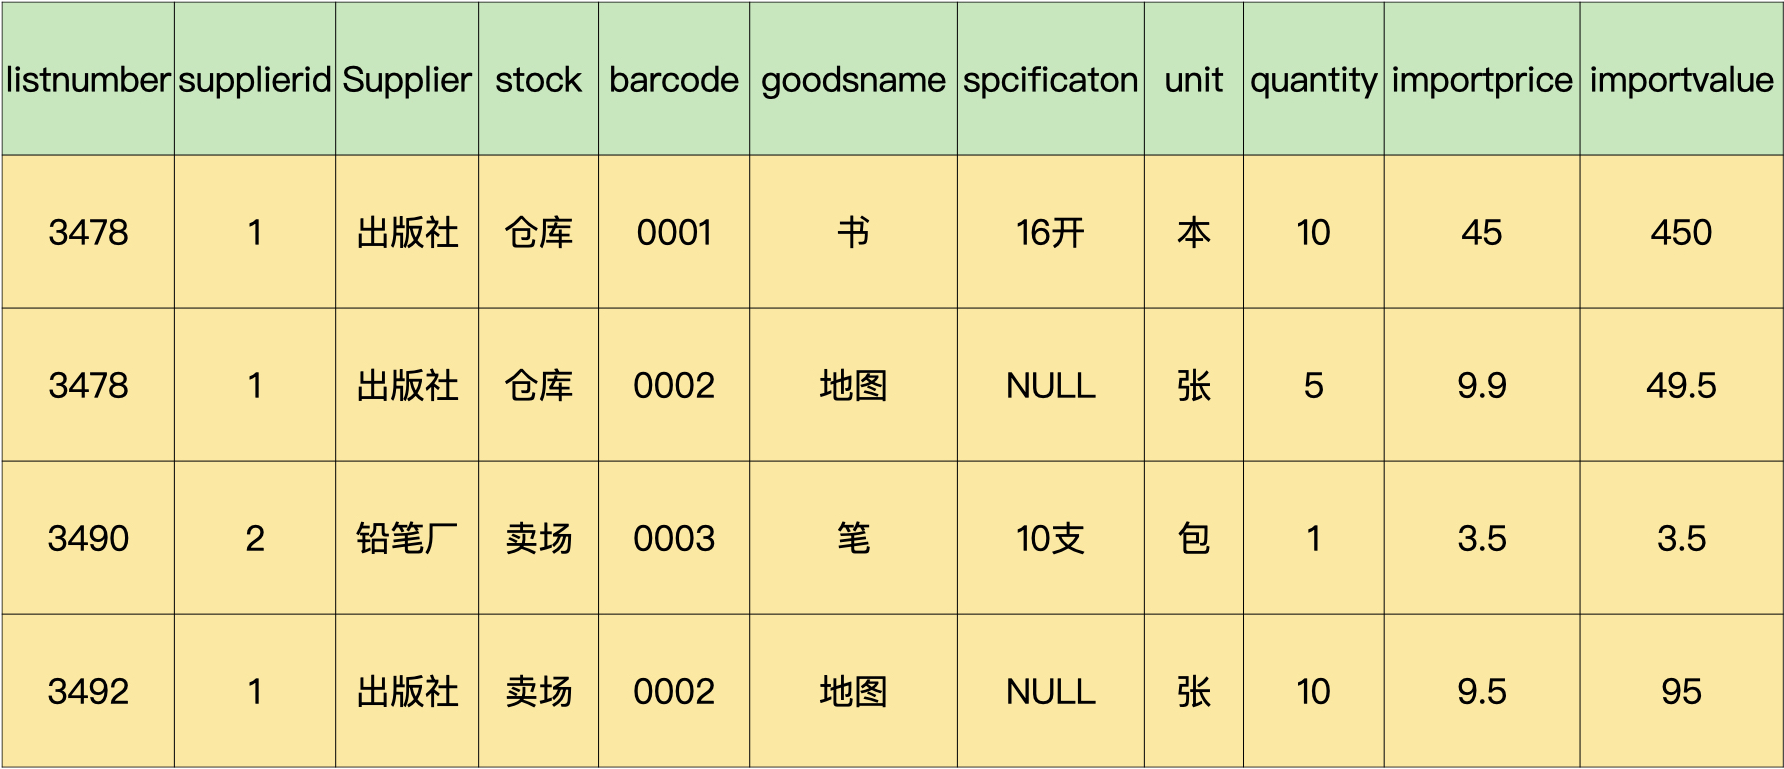 listnumber supplierid Supplier stock barcode goodsname spcificaton unit quantity importprice importvalue
3478 1 出版社 仓库 0001 书 16开 本 10 45 450
3478 1 出版社 仓库 0002 地图 NULL 张 5 9.9 49.5
3490 2 铅笔厂 卖场 0003 笔 10支 包 1 3.5 3.5
3492 1 出版社 卖场 0002 地图 NULL 张 10 9.5 95